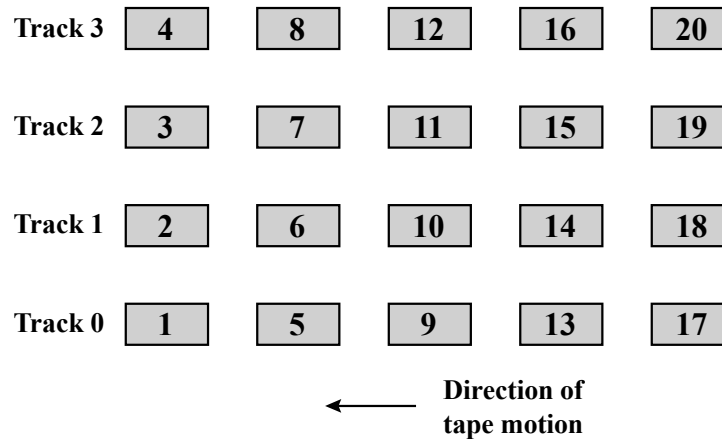 Track 3 4 8 12 16 20
Track 2 3 7 11 15 19
Track 1 2 6 10 14 18
Track 0 1 5 9 13 17
Direction of
tape motion